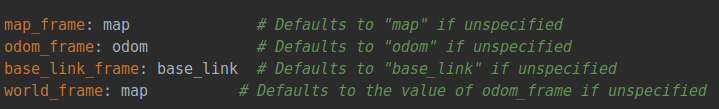 map_frame: map              # Defaults to "map" if unspecified
odom_frame: odom            # Defaults to "odom" if unspecified
base_link_frame: base_link  # Defaults to "base_link" if unspecified
world_frame: map          # Defaults to the value of odom_frame if unspecified